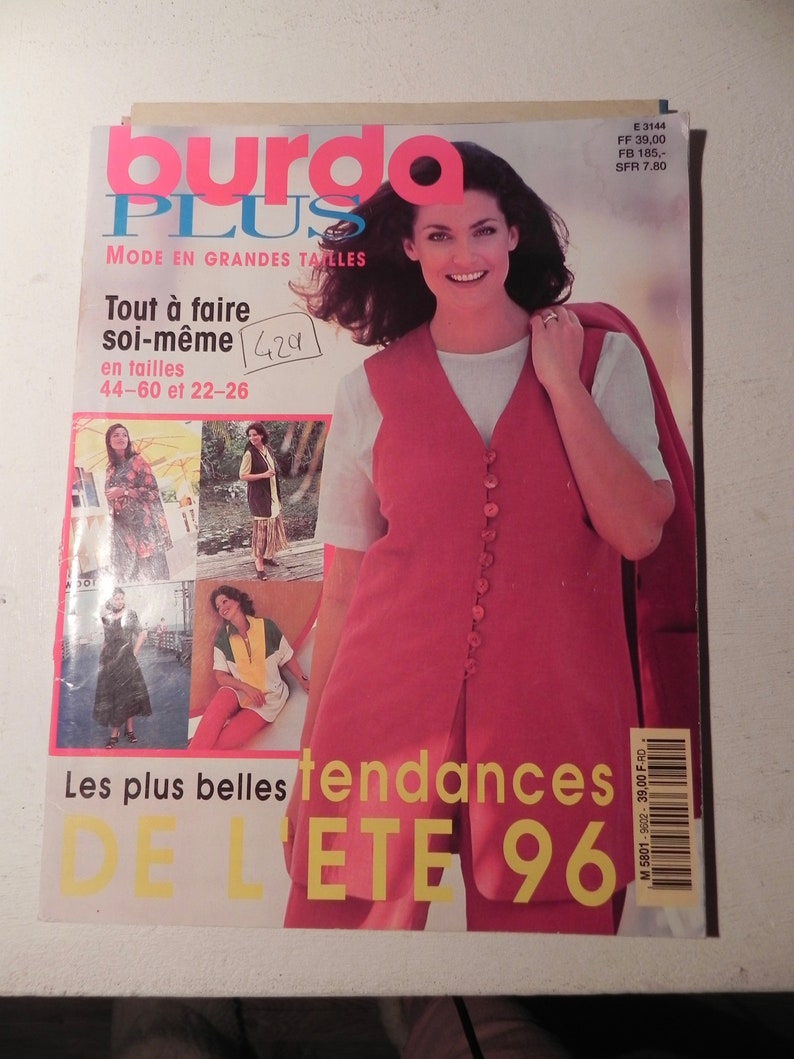 burda
PLUS
MODE EN GRANDES TAILLES
E 3144
FF 39,00
FB 185,-
SFR 7.80
Tout à faire
soi-même
en tailles
44–60 et 22–26
Les plus belles tendances
DE L'ETE 96
M 5801 - 9602 - 39,00 F-RD